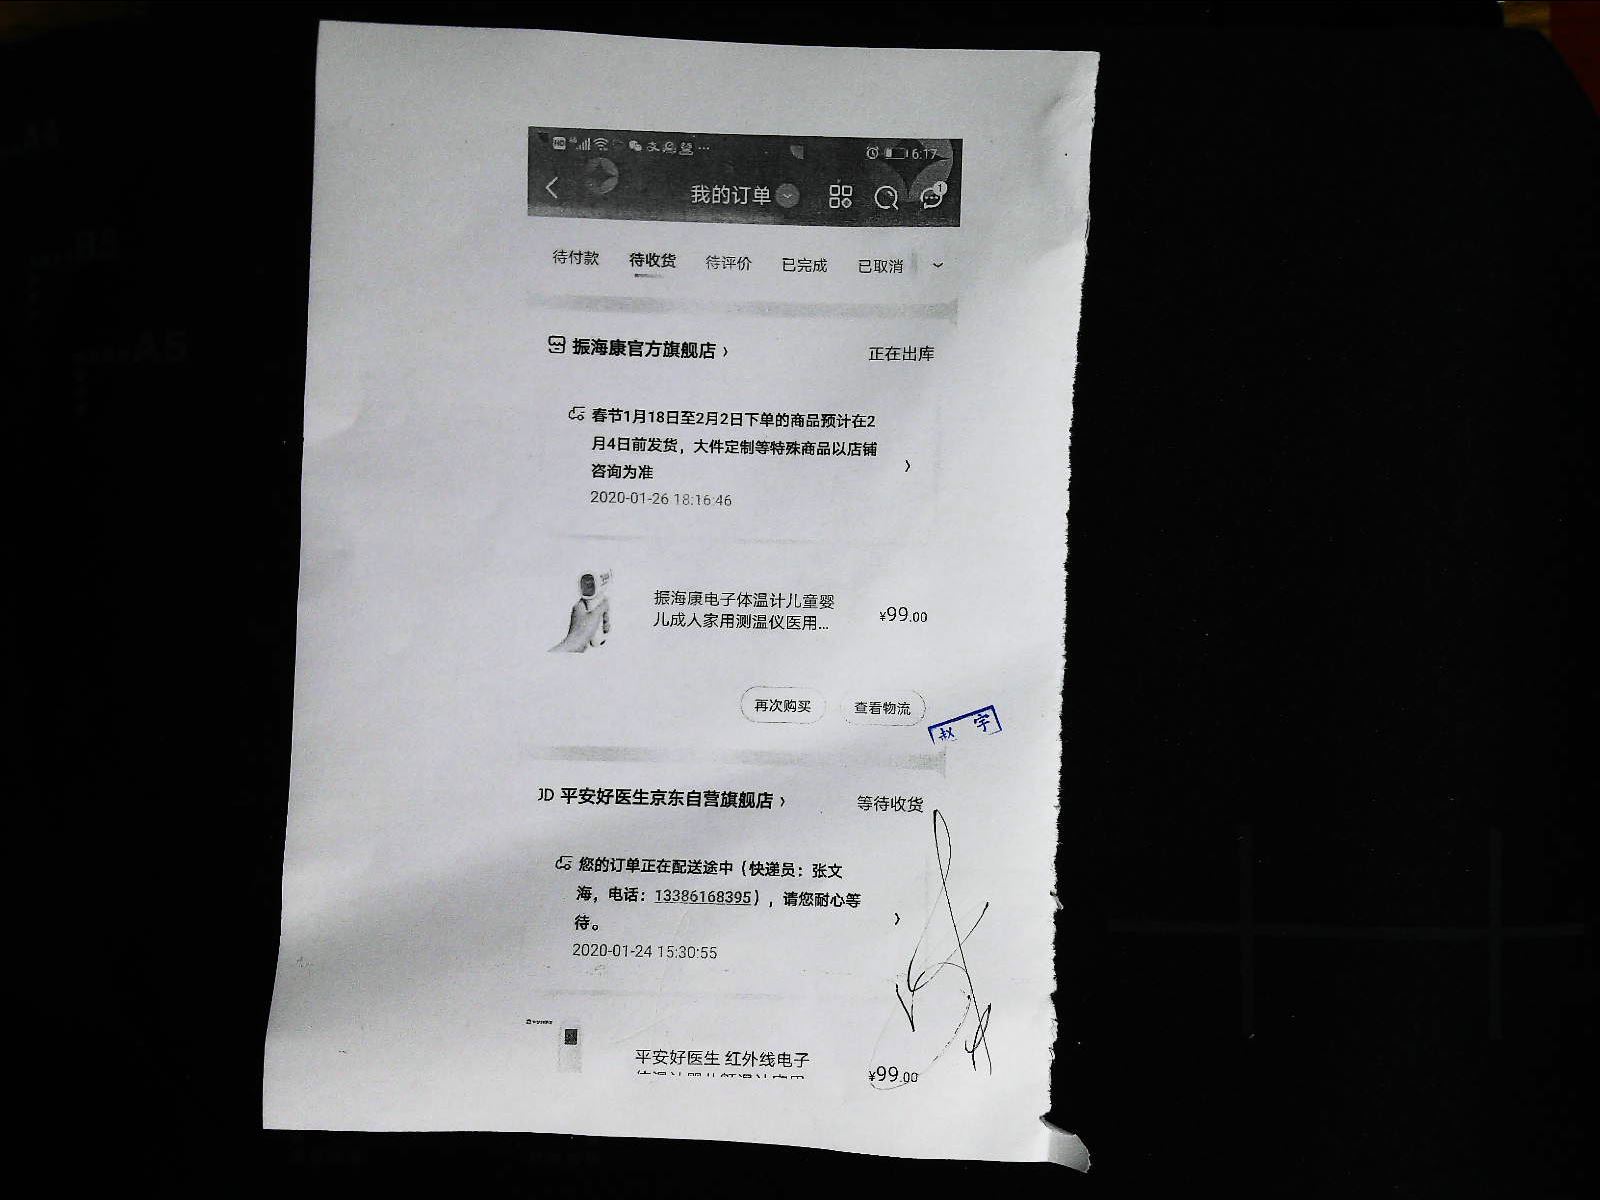 6:17
我的订单
1
待付款 待收货 待评价 已完成 已取消
振海康官方旗舰店 正在出库
春节1月18日至2月2日下单的商品预计在2
月4日前发货，大件定制等特殊商品以店铺
咨询为准
2020-01-26 18:16:46
振海康电子体温计儿童婴
儿成人家用测温仪医用...
¥99.00
再次购买 查看物流
赵 宇
JD 平安好医生京东自营旗舰店 等待收货
您的订单正在配送途中（快递员：张文
海，电话：13386168395），请您耐心等
待。
2020-01-24 15:30:55
平安好医生 红外线电子
¥99.00